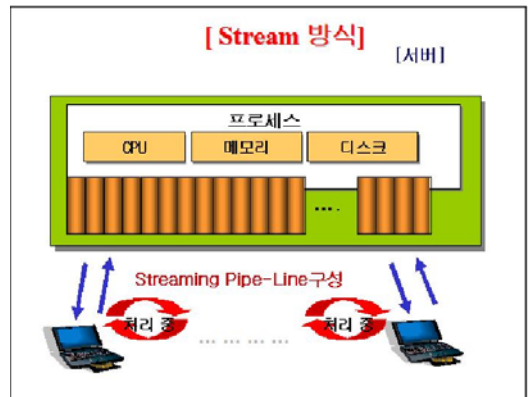 [ Stream 방식]
[서버]
프로세스
CPU 메모리 디스크
....
Streaming Pipe-Line구성
처리 중 ... ... ... ... 처리 중